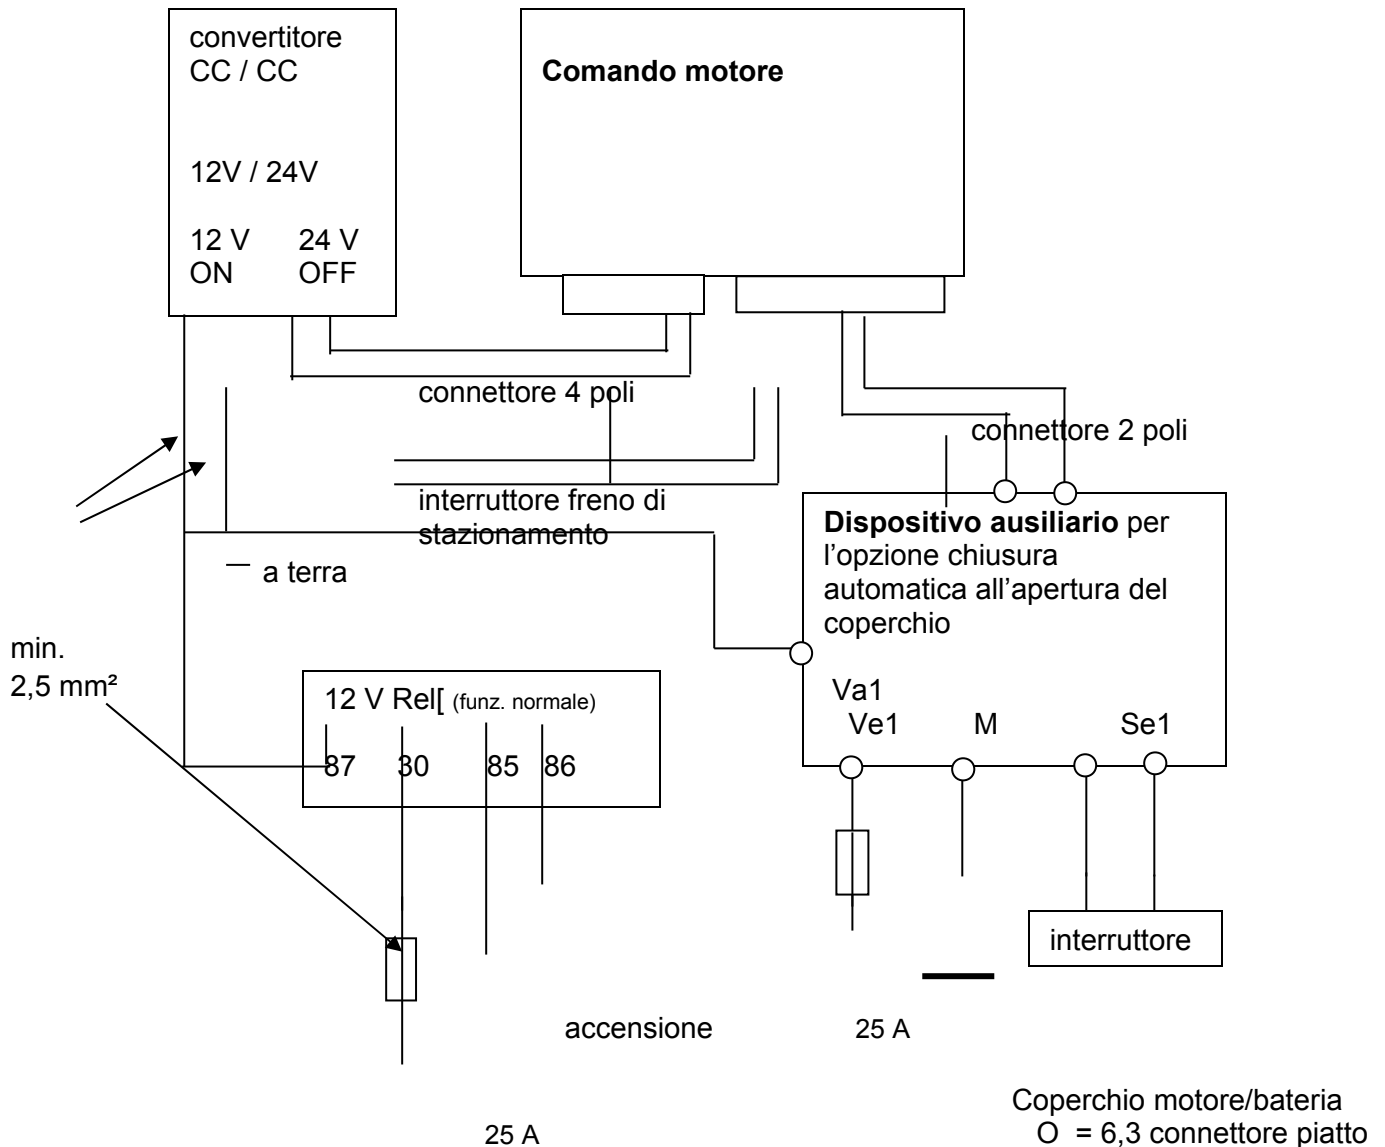 convertitore
CC / CC
12V / 24V
12 V 24 V
ON OFF
Comando motore
connettore 4 poli
connettore 2 poli
interruttore freno di
stazionamento
a terra
Dispositivo ausiliario per
l’opzione chiusura
automatica all’apertura del
coperchio
Va1
Ve1 M Se1
min.
2,5 mm²
12 V Rel[ (funz. normale)
87 30 85 86
interruttore
accensione
25 A
Coperchio motore/bateria
O = 6,3 connettore piatto
25 A